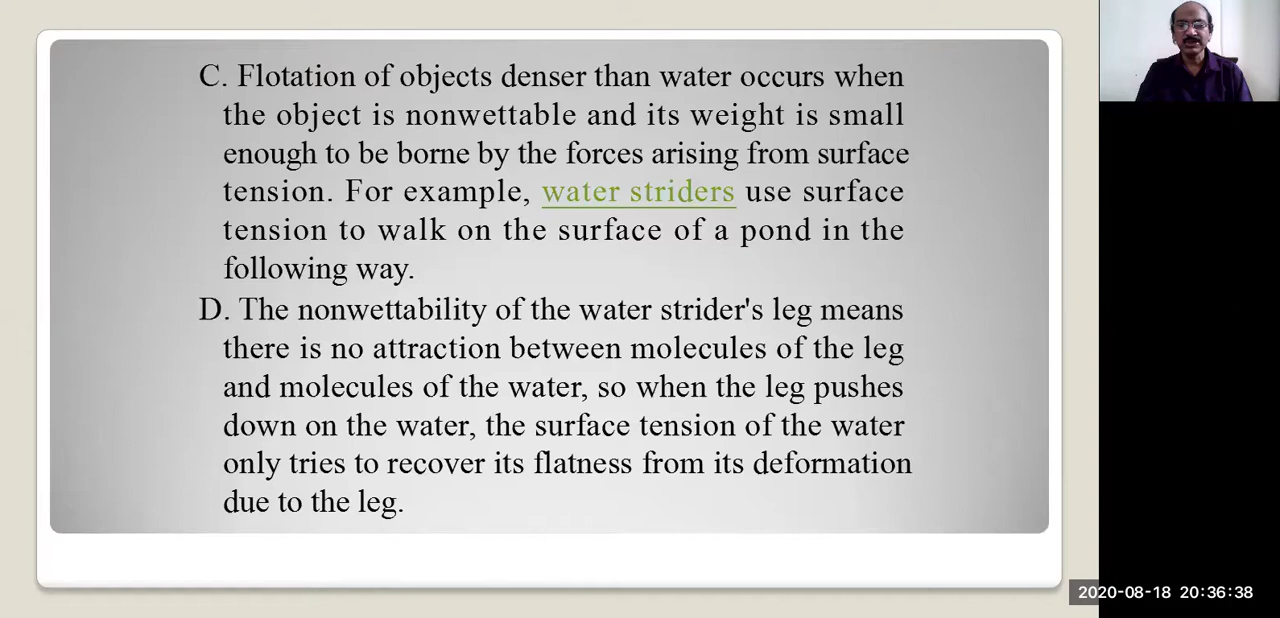 C. Flotation of objects denser than water occurs when
the object is nonwettable and its weight is small
enough to be borne by the forces arising from surface
tension. For example, water striders use surface
tension to walk on the surface of a pond in the
following way.
D. The nonwettability of the water strider's leg means
there is no attraction between molecules of the leg
and molecules of the water, so when the leg pushes
down on the water, the surface tension of the water
only tries to recover its flatness from its deformation
due to the leg.
2020-08-18 20:36:38